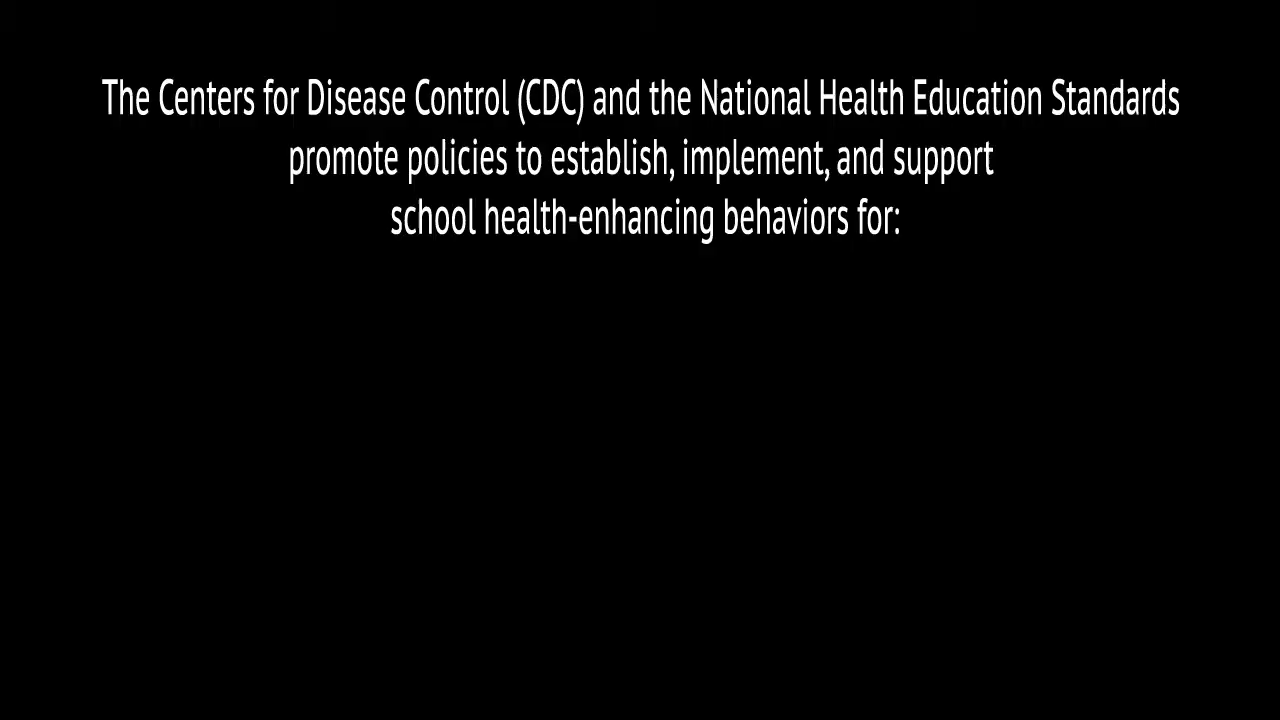 The Centers for Disease Control (CDC) and the National Health Education Standards
promote policies to establish, implement, and support
school health-enhancing behaviors for: